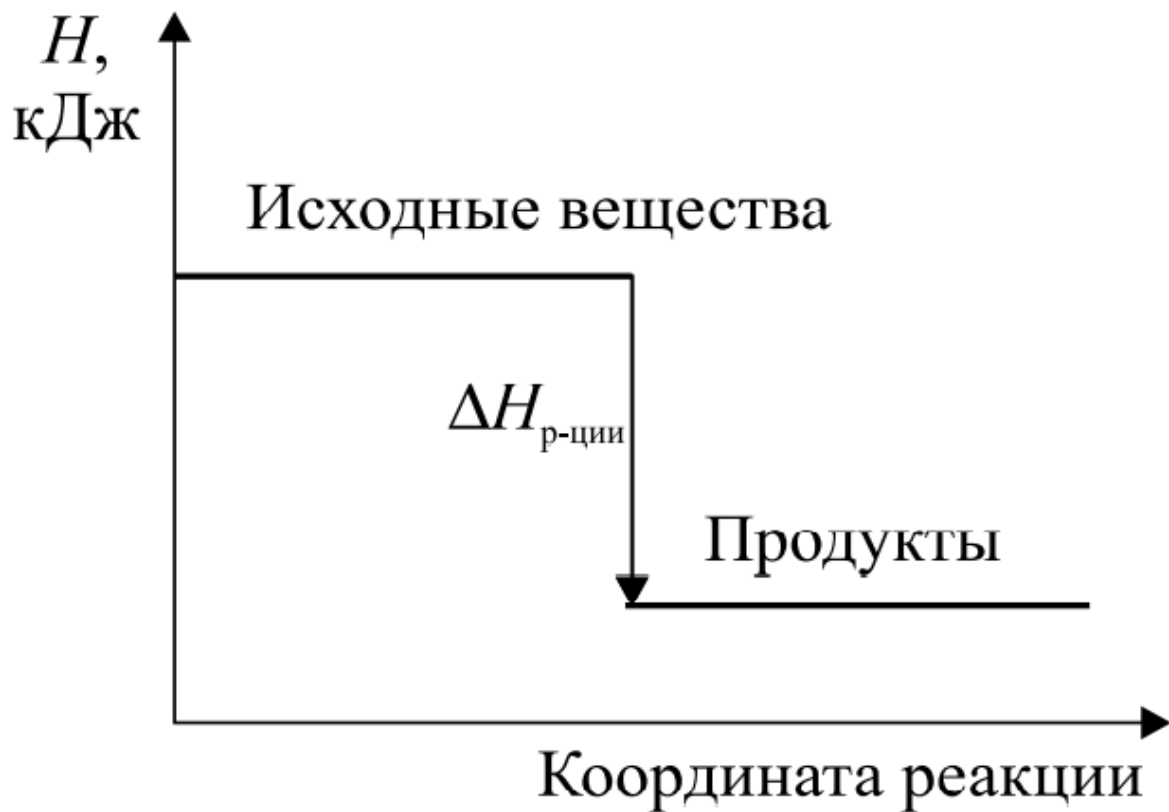 H,
кДж
Исходные вещества
ΔHр-ции
Продукты
Координата реакции